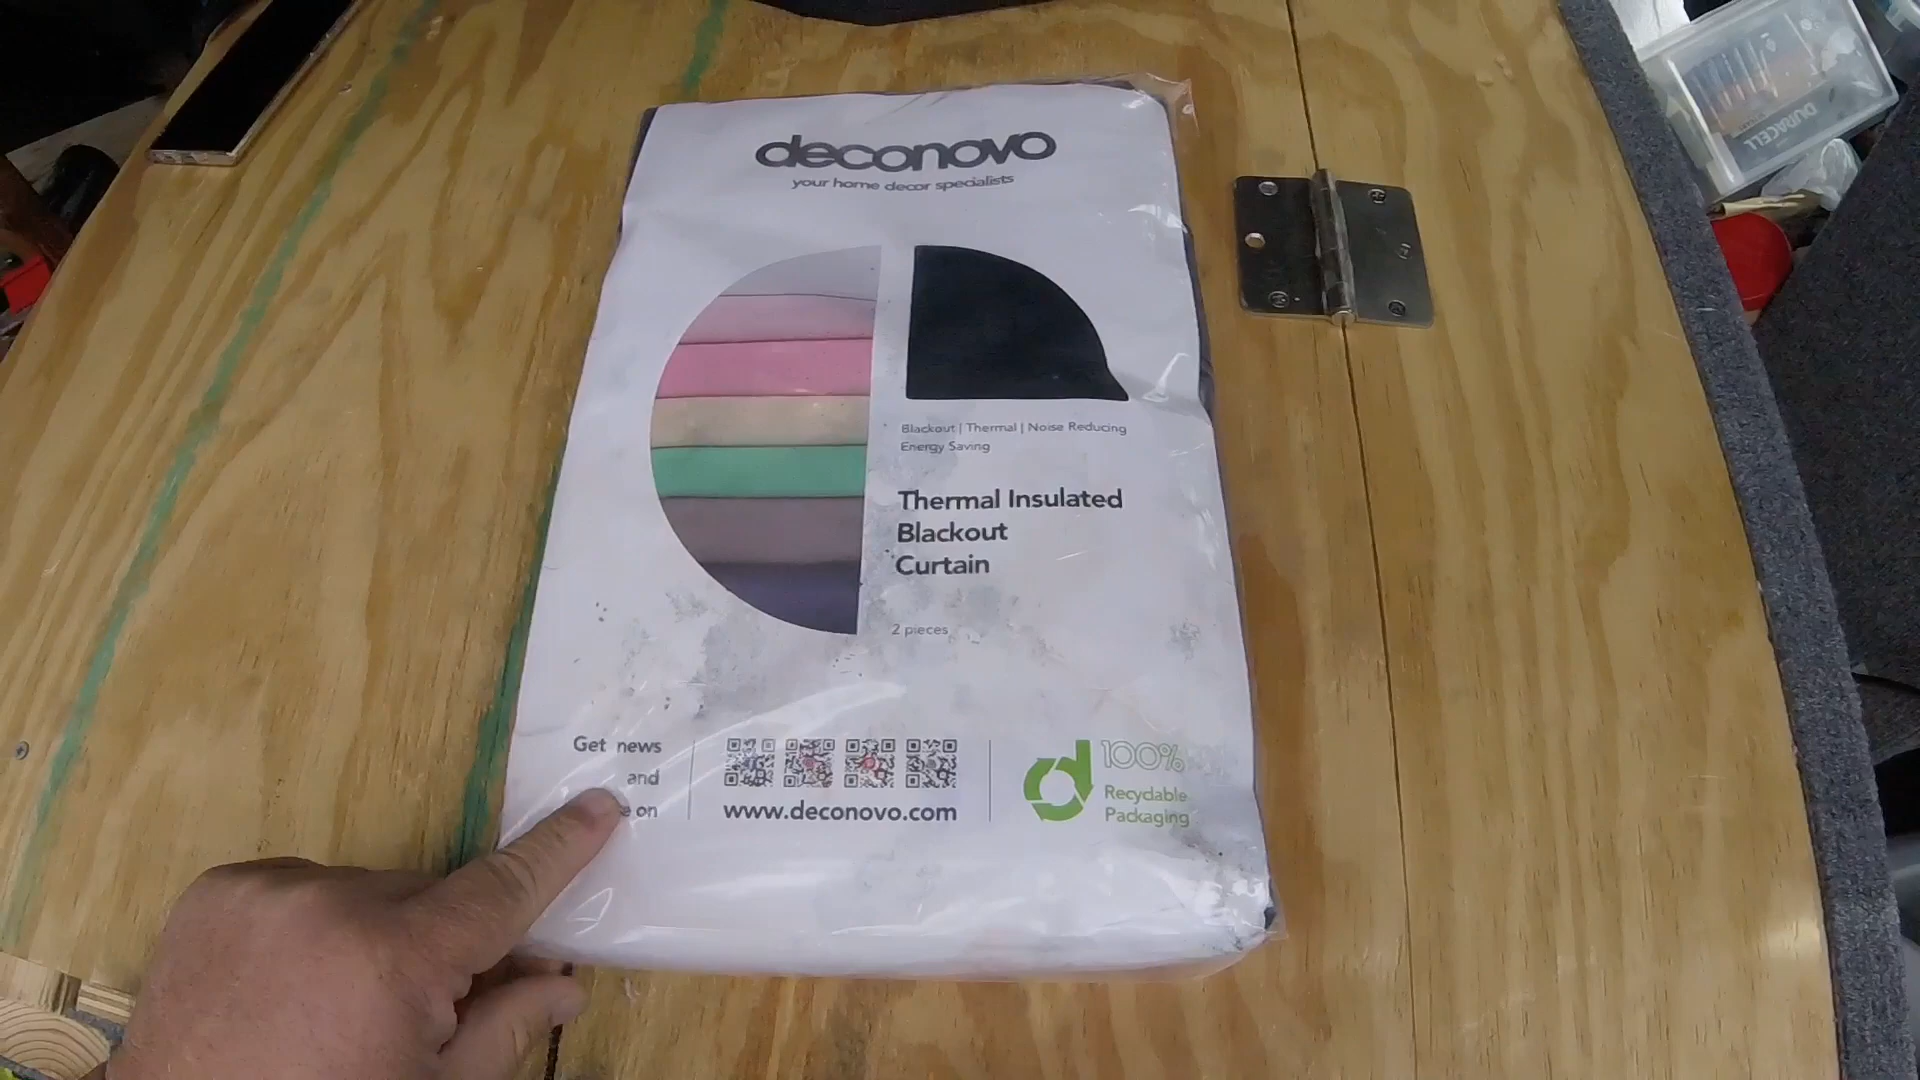 deconovo
your home decor specialists
Blackout | Thermal | Noise Reducing
Energy Saving
Thermal Insulated
Blackout
Curtain
2 pieces
Get news
and
on
www.deconovo.com
100%
Recyclable
Packaging
DURACELL